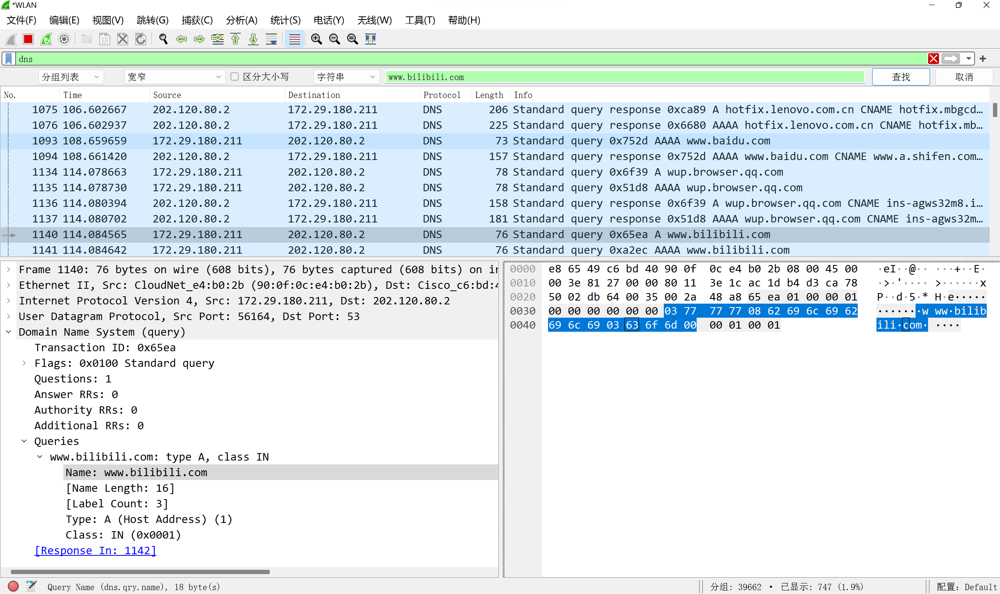 *WLAN
文件(F) 编辑(E) 视图(V) 跳转(G) 捕获(C) 分析(A) 统计(S) 电话(Y) 无线(W) 工具(T) 帮助(H)
dns
分组列表 宽窄 区分大小写 字符串 www.bilibili.com 查找 取消
No. Time Source Destination Protocol Length Info
1075 106.602667 202.120.80.2 172.29.180.211 DNS 206 Standard query response 0xca89 A hotfix.lenovo.com.cn CNAME hotfix.mbgcd…
1076 106.602937 202.120.80.2 172.29.180.211 DNS 225 Standard query response 0x6680 AAAA hotfix.lenovo.com.cn CNAME hotfix.mb…
1093 108.659659 172.29.180.211 202.120.80.2 DNS 73 Standard query 0x752d AAAA www.baidu.com
1094 108.661420 202.120.80.2 172.29.180.211 DNS 157 Standard query response 0x752d AAAA www.baidu.com CNAME www.a.shifen.com…
1134 114.078663 172.29.180.211 202.120.80.2 DNS 78 Standard query 0x6f39 A wup.browser.qq.com
1135 114.078730 172.29.180.211 202.120.80.2 DNS 78 Standard query 0x51d8 AAAA wup.browser.qq.com
1136 114.080394 202.120.80.2 172.29.180.211 DNS 158 Standard query response 0x6f39 A wup.browser.qq.com CNAME ins-agws32m8.i…
1137 114.080702 202.120.80.2 172.29.180.211 DNS 181 Standard query response 0x51d8 AAAA wup.browser.qq.com CNAME ins-agws32m…
1140 114.084565 172.29.180.211 202.120.80.2 DNS 76 Standard query 0x65ea A www.bilibili.com
1141 114.084642 172.29.180.211 202.120.80.2 DNS 76 Standard query 0xa2ec AAAA www.bilibili.com
Frame 1140: 76 bytes on wire (608 bits), 76 bytes captured (608 bits) on in
Ethernet II, Src: CloudNet_e4:b0:2b (90:0f:0c:e4:b0:2b), Dst: Cisco_c6:bd:4
Internet Protocol Version 4, Src: 172.29.180.211, Dst: 202.120.80.2
User Datagram Protocol, Src Port: 56164, Dst Port: 53
Domain Name System (query)
Transaction ID: 0x65ea
Flags: 0x0100 Standard query
Questions: 1
Answer RRs: 0
Authority RRs: 0
Additional RRs: 0
Queries
www.bilibili.com: type A, class IN
Name: www.bilibili.com
[Name Length: 16]
[Label Count: 3]
Type: A (Host Address) (1)
Class: IN (0x0001)
[Response In: 1142]
0000 e8 65 49 c6 bd 40 90 0f 0c e4 b0 2b 08 00 45 00 ·eI··@·· ···+··E·
0010 00 3e 81 27 00 00 80 11 3e 1c ac 1d b4 d3 ca 78 ·>·'···· >······x
0020 50 02 db 64 00 35 00 2a 48 a8 65 ea 01 00 00 01 P··d·5·* H·e·····
0030 00 00 00 00 00 00 03 77 77 77 08 62 69 6c 69 62 ·······w ww·bilib
0040 69 6c 69 03 63 6f 6d 00 00 01 00 01 ili·com· ····
Query Name (dns.qry.name), 18 byte(s) 分组: 39662 · 已显示: 747 (1.9%) 配置: Default